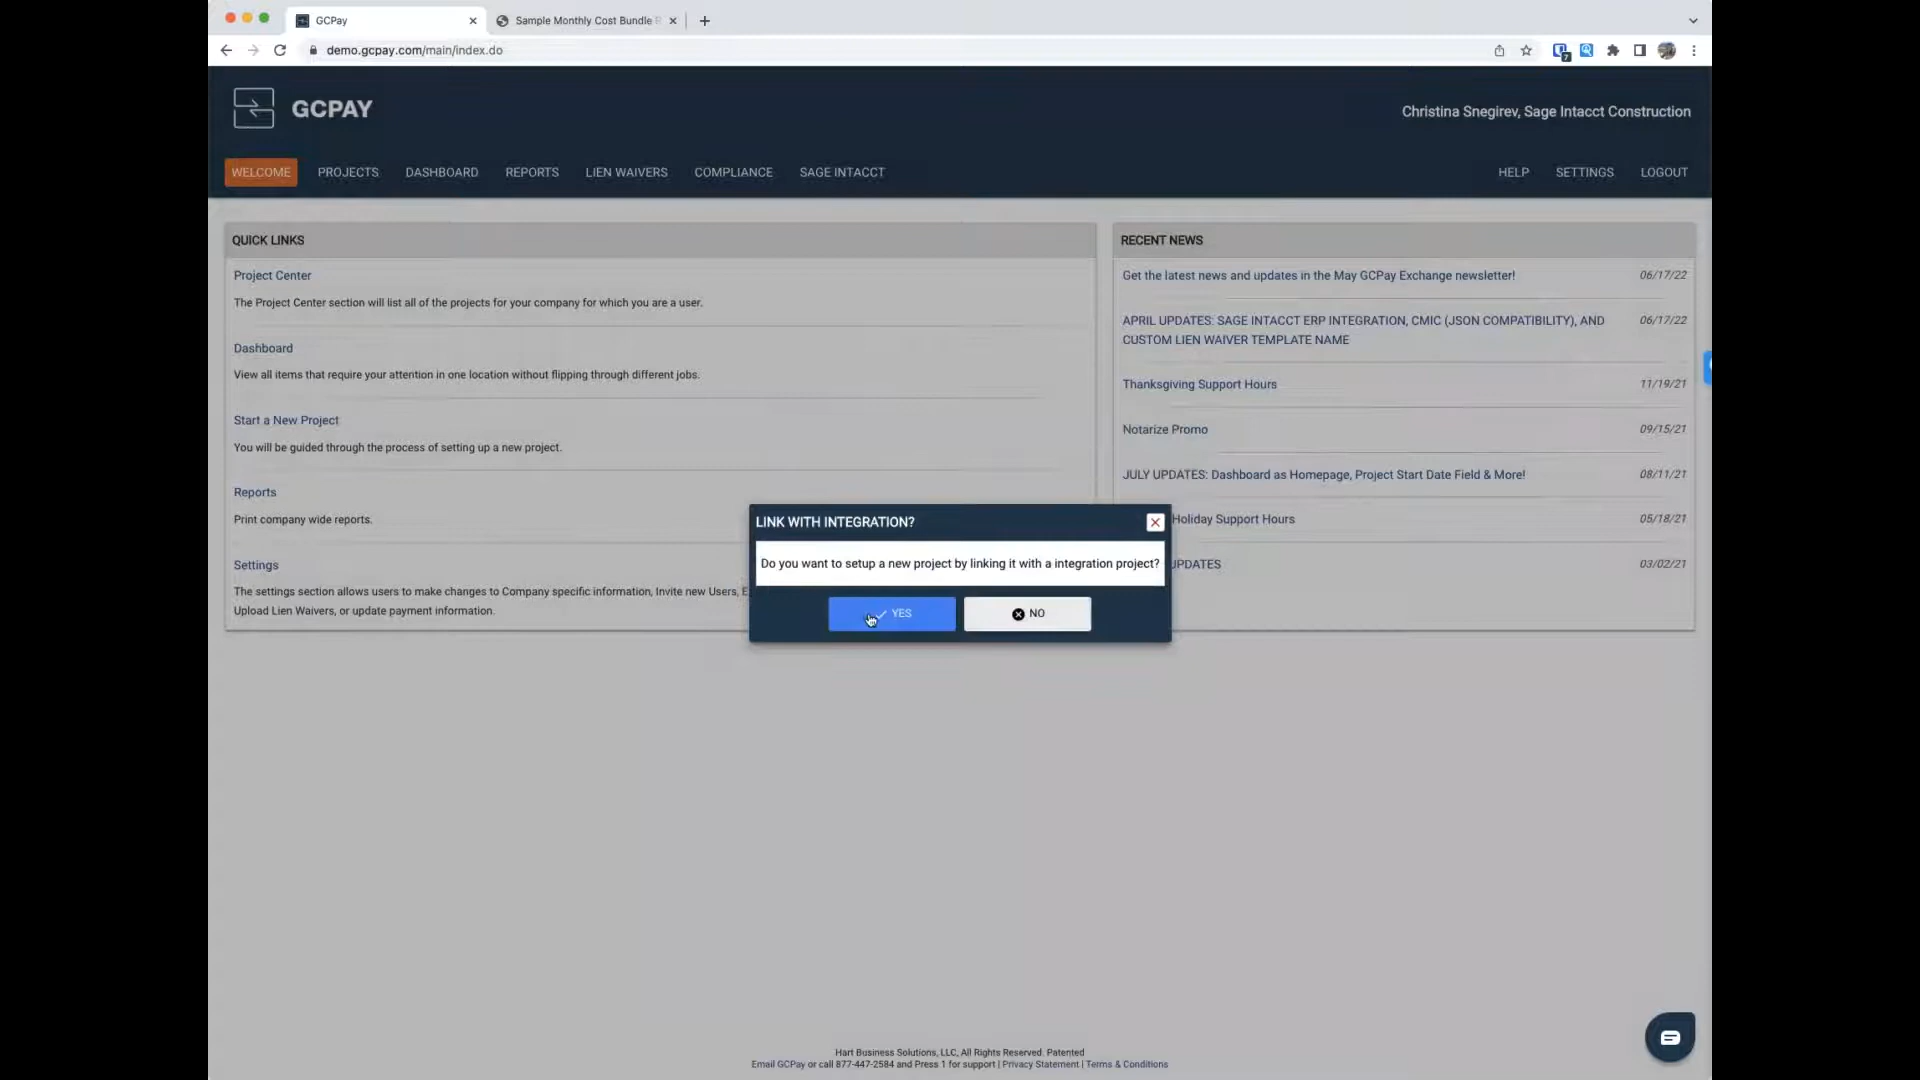 GCPay
Sample Monthly Cost Bundle
demo.gcpay.com/main/index.do
7
GCPAY
Christina Snegirev, Sage Intacct Construction
WELCOME PROJECTS DASHBOARD REPORTS LIEN WAIVERS COMPLIANCE SAGE INTACCT HELP SETTINGS LOGOUT
QUICK LINKS
Project Center
The Project Center section will list all of the projects for your company for which you are a user.
Dashboard
View all items that require your attention in one location without flipping through different jobs.
Start a New Project
You will be guided through the process of setting up a new project.
Reports
Print company wide reports.
Settings
The settings section allows users to make changes to Company specific information, Invite new Users, E
Upload Lien Waivers, or update payment information.
RECENT NEWS
Get the latest news and updates in the May GCPay Exchange newsletter! 06/17/22
APRIL UPDATES: SAGE INTACCT ERP INTEGRATION, CMIC (JSON COMPATIBILITY), AND 06/17/22
CUSTOM LIEN WAIVER TEMPLATE NAME
Thanksgiving Support Hours 11/19/21
Notarize Promo 09/15/21
JULY UPDATES: Dashboard as Homepage, Project Start Date Field & More! 08/11/21
Holiday Support Hours 05/18/21
UPDATES 03/02/21
LINK WITH INTEGRATION?
Do you want to setup a new project by linking it with a integration project?
YES NO
Hart Business Solutions, LLC, All Rights Reserved. Patented
Email GCPay or call 877-447-2584 and Press 1 for support | Privacy Statement | Terms & Conditions